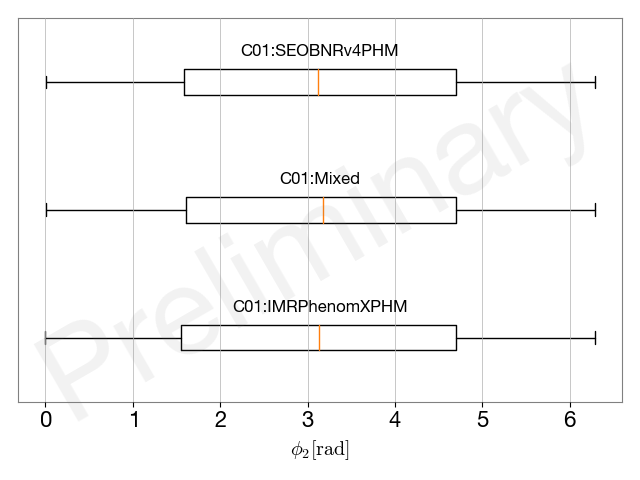 C01:SEOBNRv4PHM
C01:Mixed
C01:IMRPhenomXPHM
0 1 2 3 4 5 6
ϕ₂[rad]
Preliminary